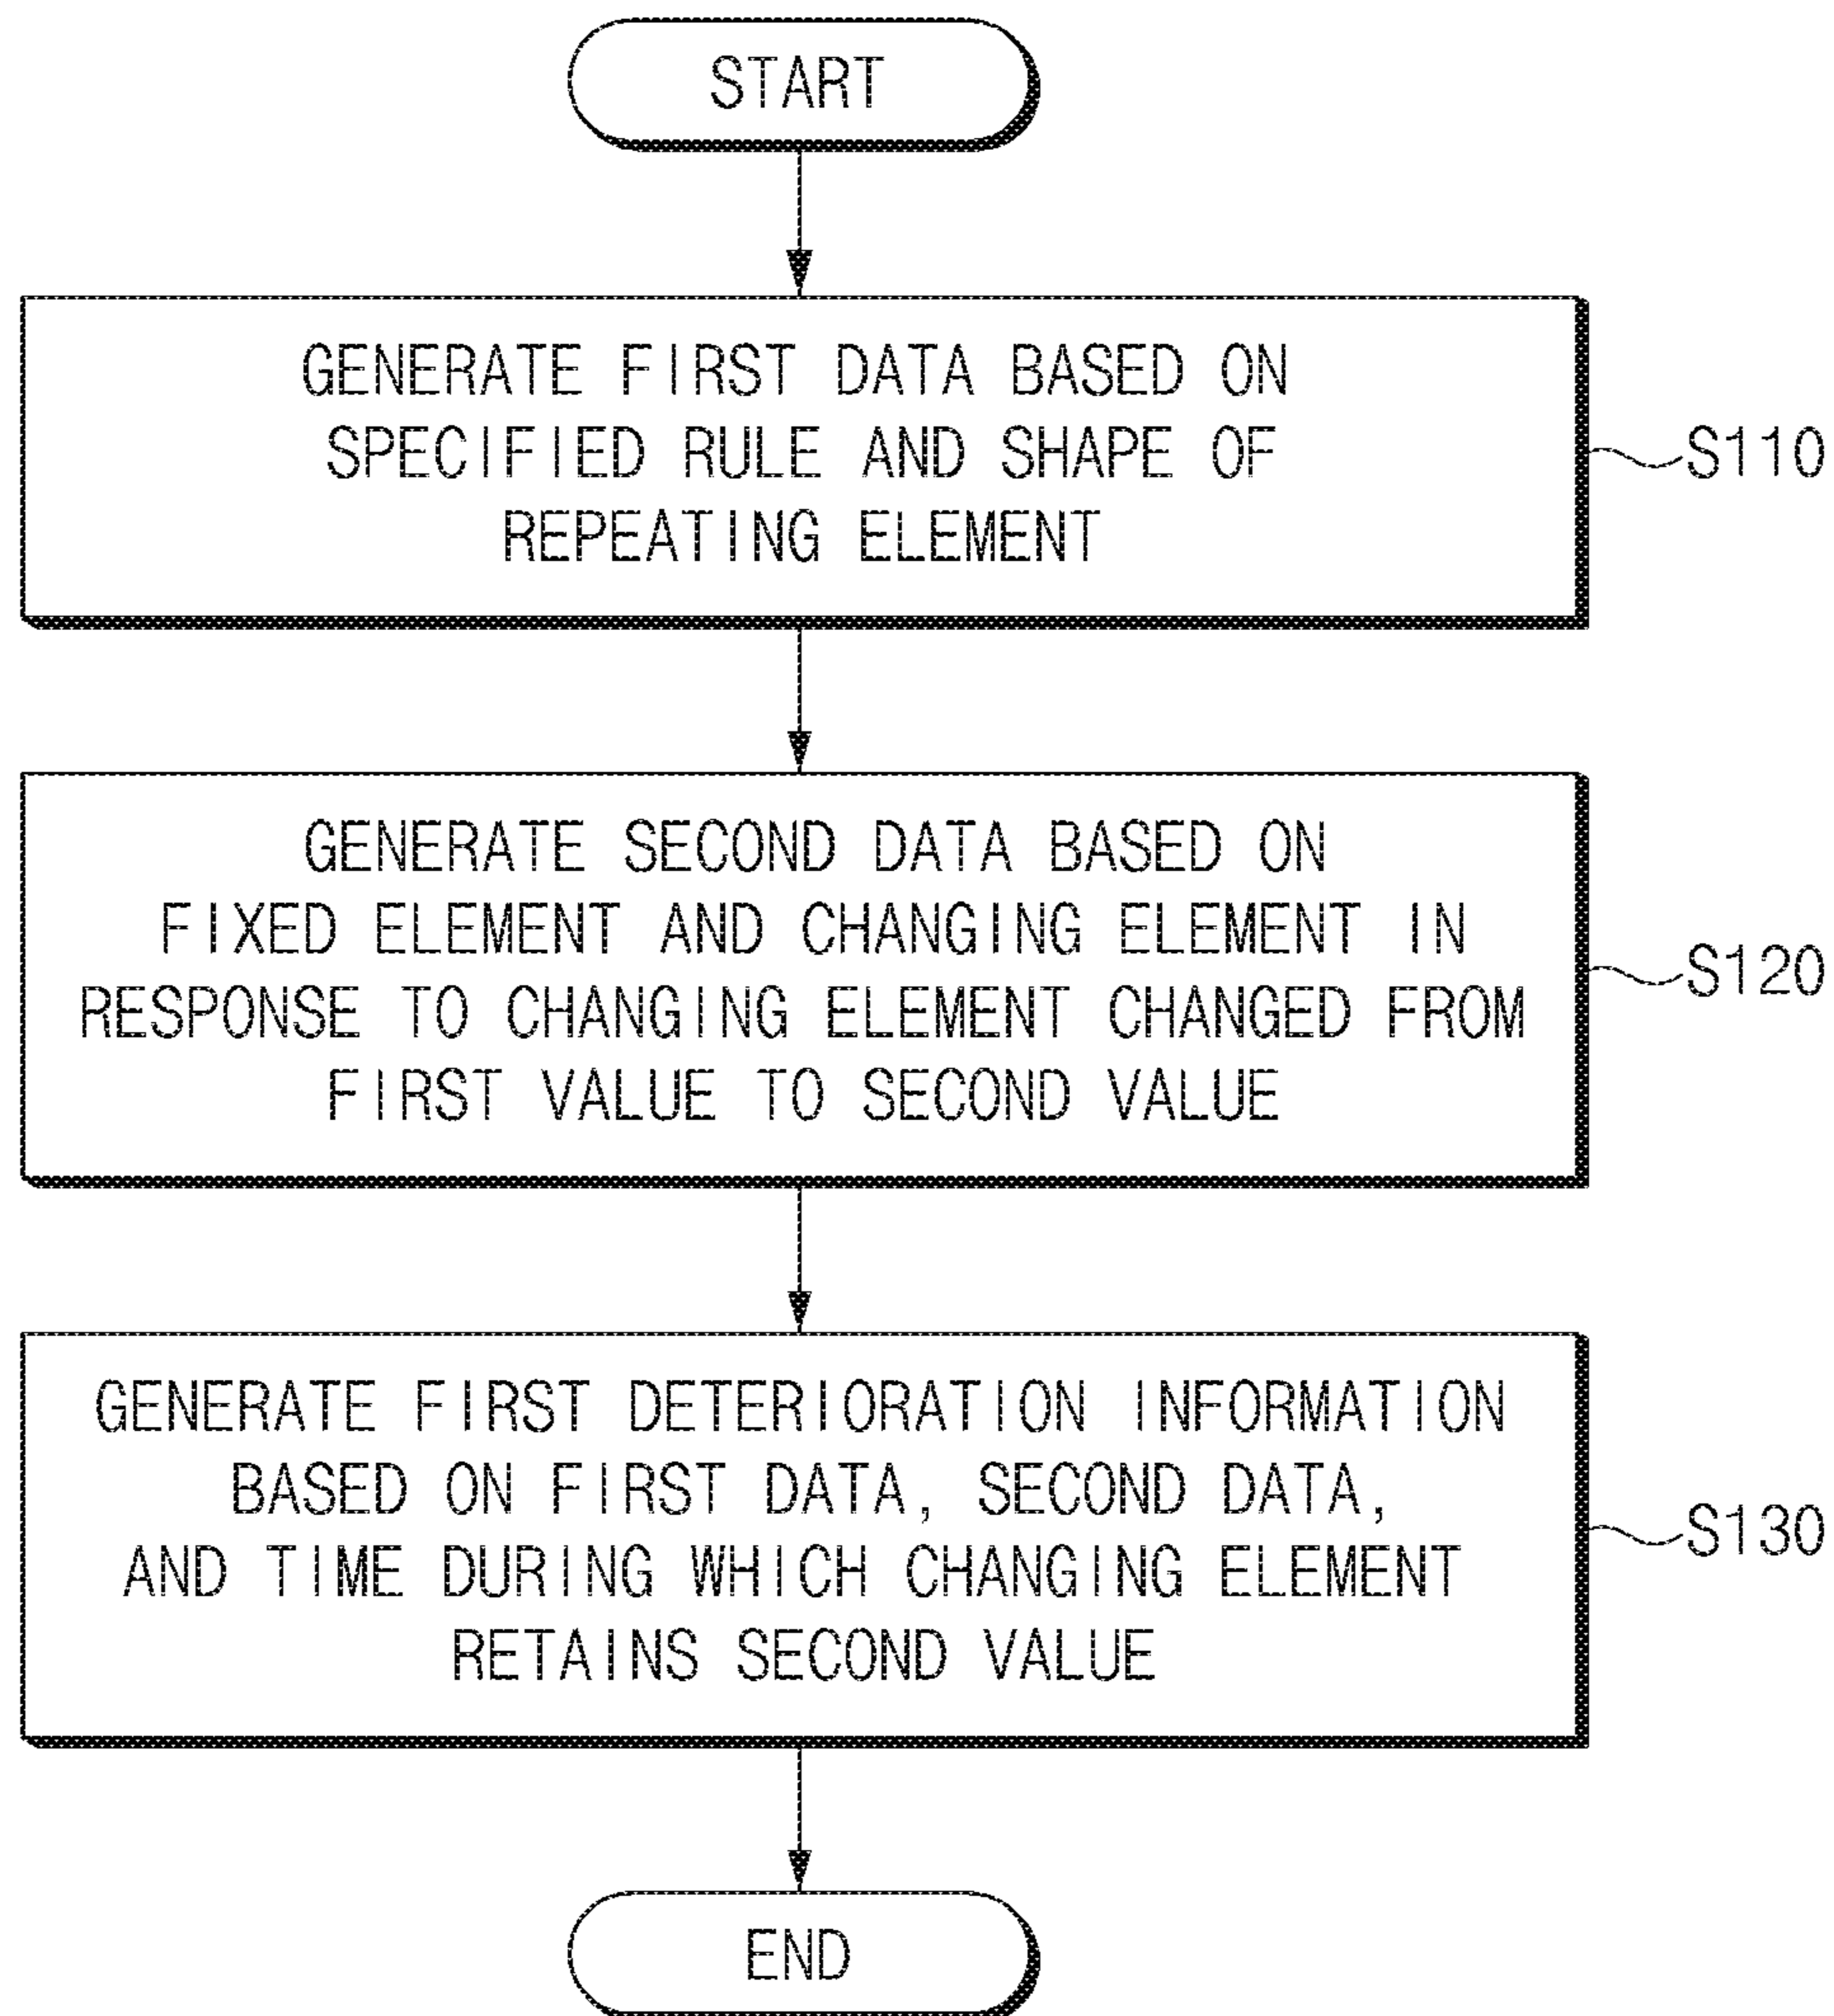 START
GENERATE FIRST DATA BASED ON
SPECIFIED RULE AND SHAPE OF
REPEATING ELEMENT
S110
GENERATE SECOND DATA BASED ON
FIXED ELEMENT AND CHANGING ELEMENT IN
RESPONSE TO CHANGING ELEMENT CHANGED FROM
FIRST VALUE TO SECOND VALUE
S120
GENERATE FIRST DETERIORATION INFORMATION
BASED ON FIRST DATA, SECOND DATA,
AND TIME DURING WHICH CHANGING ELEMENT
RETAINS SECOND VALUE
S130
END